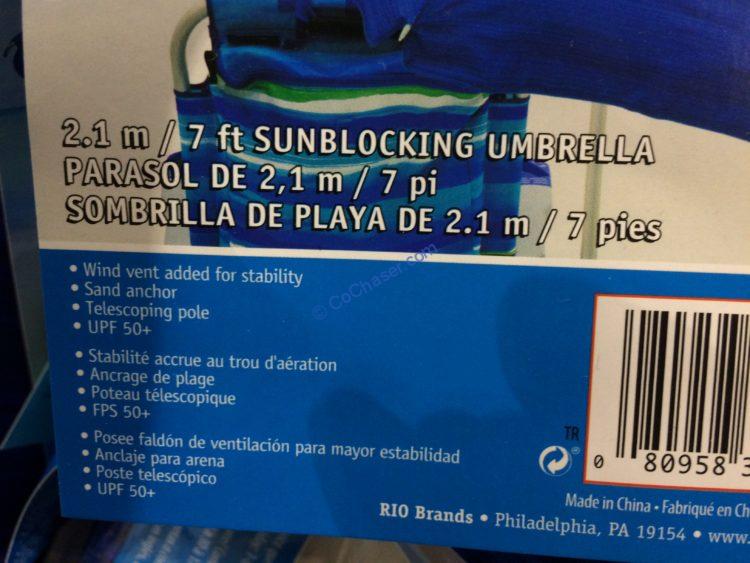 2.1 m / 7 ft SUNBLOCKING UMBRELLA
PARASOL DE 2,1 m / 7 pi
SOMBRILLA DE PLAYA DE 2.1 m / 7 pies
© CoChaser.com
• Wind vent added for stability
• Sand anchor
• Telescoping pole
• UPF 50+
• Stabilité accrue au trou d'aération
• Ancrage de plage
• Poteau télescopique
• FPS 50+
• Posee faldón de ventilación para mayor estabilidad
• Anclaje para arena
• Poste telescópico
• UPF 50+
TR
0 80958 3
Made in China • Fabriqué en Ch
RIO Brands • Philadelphia, PA 19154 • www.